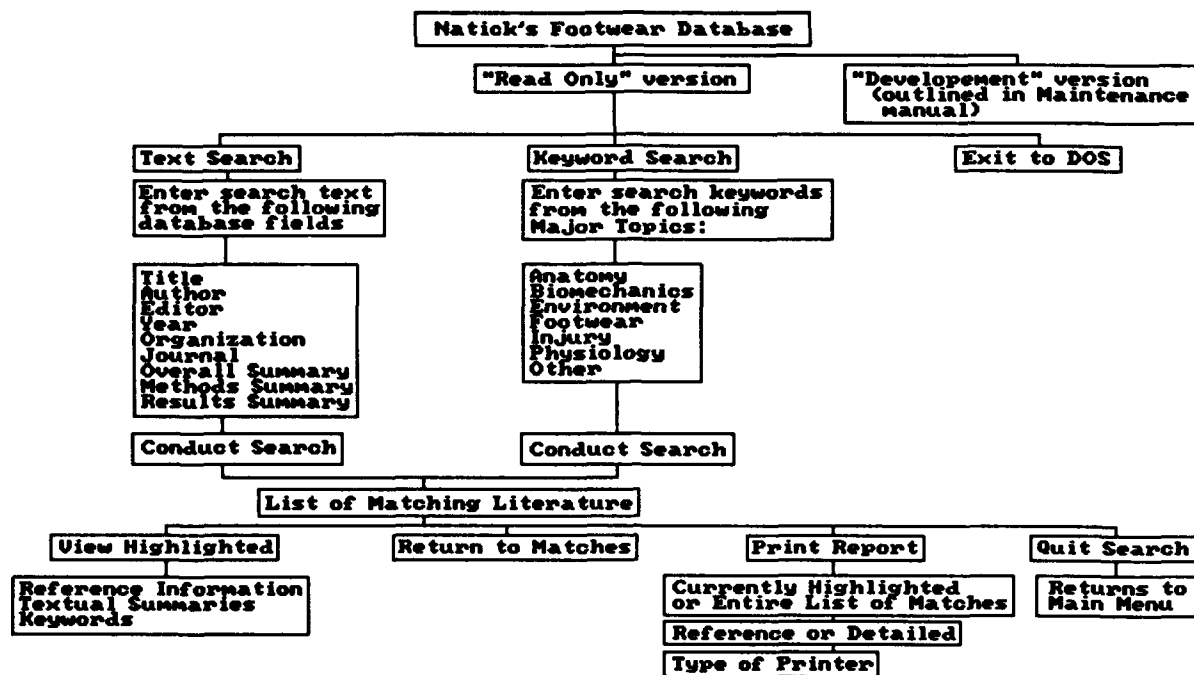 Natick's Footwear Database
"Read Only" version
"Developement" version
(outlined in Maintenance
manual)
Text Search
Keyword Search
Exit to DOS
Enter search text
from the following
database fields
Enter search keywords
from the following
Major Topics:
Title
Author
Editor
Year
Organization
Journal
Overall Summary
Methods Summary
Results Summary
Anatomy
Biomechanics
Environment
Footwear
Injury
Physiology
Other
Conduct Search
Conduct Search
List of Matching Literature
View Highlighted
Return to Matches
Print Report
Quit Search
Reference Information
Textual Summaries
Keywords
Currently Highlighted
or Entire List of Matches
Reference or Detailed
Type of Printer
Returns to
Main Menu